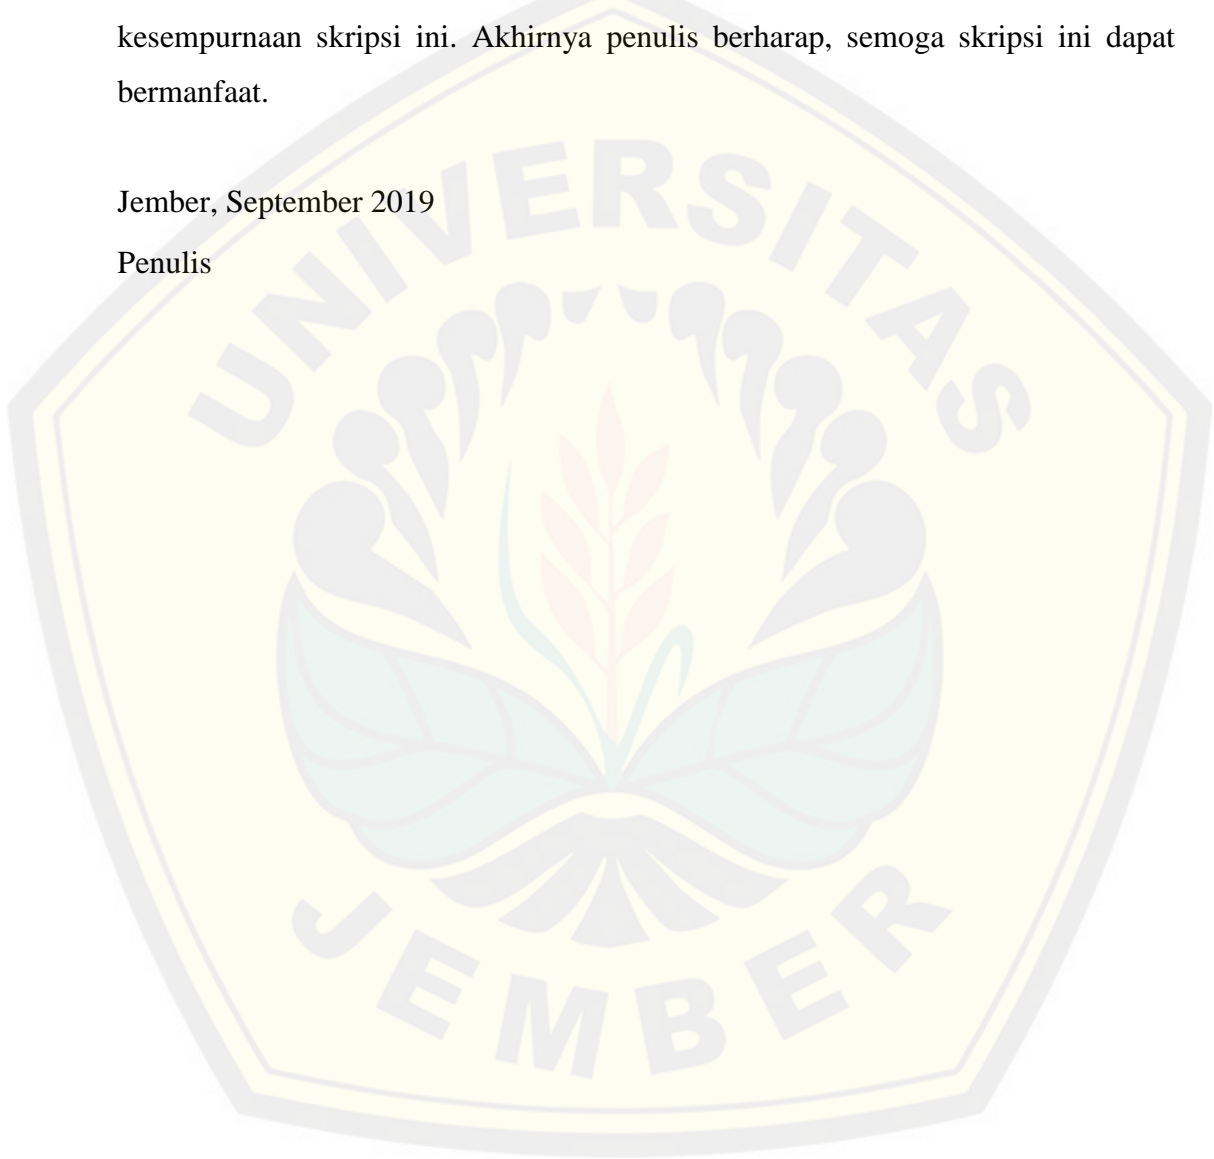 kesempurnaan skripsi ini. Akhirnya penulis berharap, semoga skripsi ini dapat
bermanfaat.
Jember, September 2019
Penulis
UNIVERSITAS
JEMBER